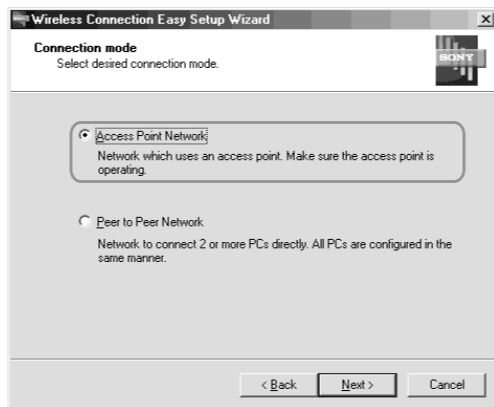 Wireless Connection Easy Setup Wizard
Connection mode
Select desired connection mode.
SONY
Access Point Network
Network which uses an access point. Make sure the access point is
operating.
Peer to Peer Network
Network to connect 2 or more PCs directly. All PCs are configured in the
same manner.
< Back
Next >
Cancel